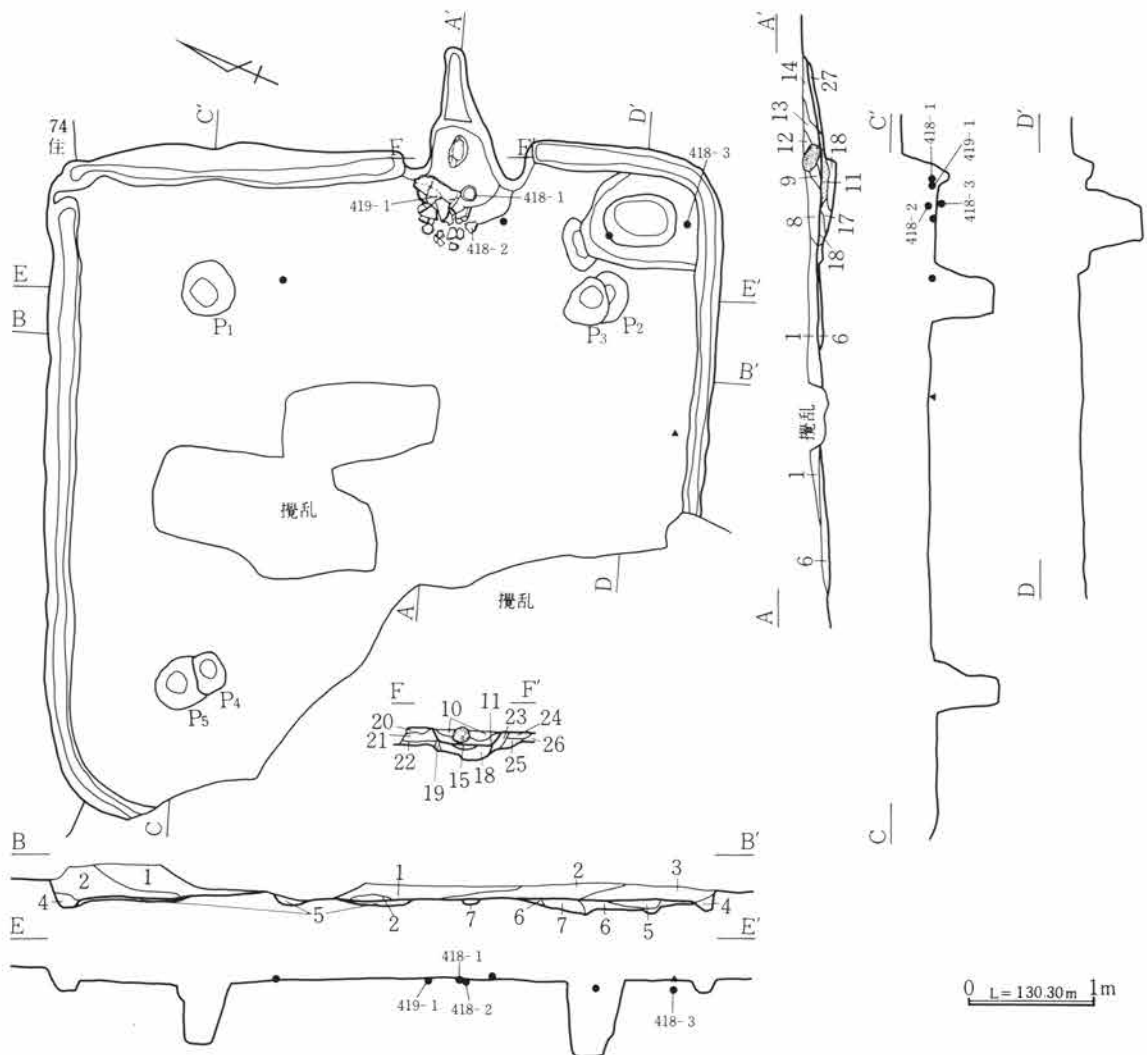 A′
C′
74
住
F
F′
D′
418-3
419-1
418-1
418-2
E
B
P1
P3
P2
E′
B′
攪乱
A
攪乱
D
P5
P4
C
F
F′
20
10
11
23
24
21
22
26
25
19
15
18
A′
14
27
13
12
18
9
11
8
17
18
1
6
攪乱
1
6
A
C′
418-1
419-1
418-2
418-3
C
D′
D
B
B′
2
1
1
2
3
4
5
2
7
6
7
6
5
4
E
E′
418-1
419-1
418-2
418-3
0
L=130.30m
1m